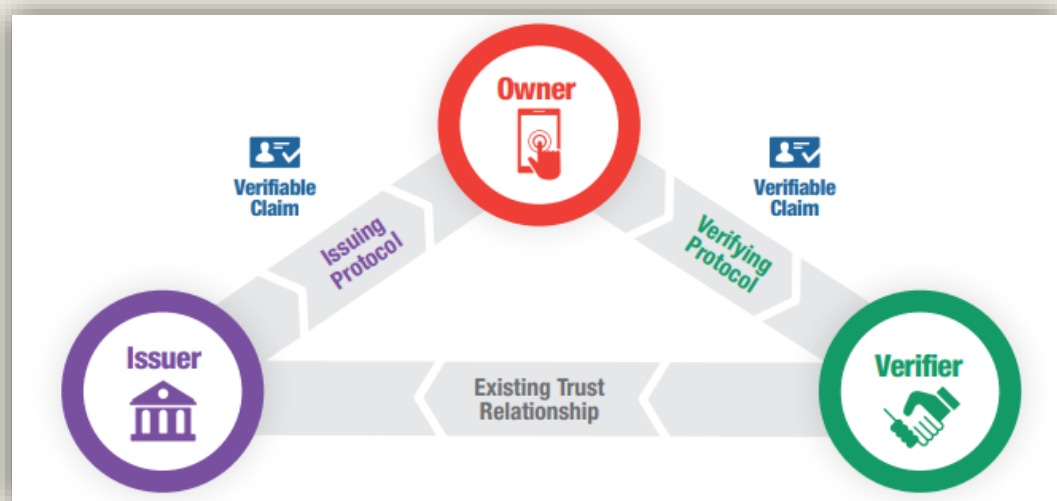 Owner
Verifiable
Claim
Verifiable
Claim
Issuing
Protocol
Verifying
Protocol
Issuer
Existing Trust
Relationship
Verifier